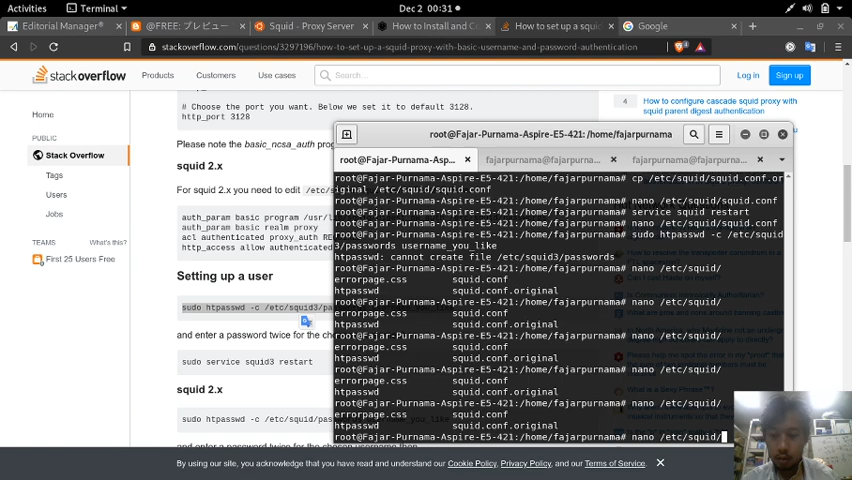 Activities
Terminal
Dec 2 00:31
Editorial Manager®
@FREE: プレビュー
Squid - Proxy Server
How to Install and C
How to set up a squi
Google
stackoverflow.com/questions/3297196/how-to-set-up-a-squid-proxy-with-basic-username-and-password-authentication
stackoverflow
Products
Customers
Use cases
Search...
Log in
Sign up
Home
PUBLIC
Stack Overflow
Tags
Users
Jobs
TEAMS
What's this?
First 25 Users Free
# Choose the port you want. Below we set it to default 3128.
http_port 3128
Please note the basic_ncsa_auth prog
squid 2.x
For squid 2.x you need to edit /etc/sq
auth_param basic program /usr/l
auth_param basic realm proxy
acl authenticated proxy_auth RE
http_access allow authenticated
Setting up a user
sudo htpasswd -c /etc/squid3/pa
and enter a password twice for the c
sudo service squid3 restart
squid 2.x
sudo htpasswd -c /etc/squid/pas
4
How to configure cascade squid proxy with
squid parent digest authentication
root@Fajar-Purnama-Aspire-E5-421: /home/fajarpurnama
root@Fajar-Purnama-Asp...
fajarpurnama@fajarpurna...
fajarpurnama@fajarpurna...
root@Fajar-Purnama-Aspire-E5-421:/home/fajarpurnama# cp /etc/squid/squid.conf.or
iginal /etc/squid/squid.conf
root@Fajar-Purnama-Aspire-E5-421:/home/fajarpurnama# nano /etc/squid/squid.conf
root@Fajar-Purnama-Aspire-E5-421:/home/fajarpurnama# service squid restart
root@Fajar-Purnama-Aspire-E5-421:/home/fajarpurnama# nano /etc/squid/squid.conf
root@Fajar-Purnama-Aspire-E5-421:/home/fajarpurnama# sudo htpasswd -c /etc/squid
3/passwords username_you_like
htpasswd: cannot create file /etc/squid3/passwords
root@Fajar-Purnama-Aspire-E5-421:/home/fajarpurnama# nano /etc/squid/
errorpage.css squid.conf
htpasswd squid.conf.original
root@Fajar-Purnama-Aspire-E5-421:/home/fajarpurnama# nano /etc/squid/
errorpage.css squid.conf
htpasswd squid.conf.original
root@Fajar-Purnama-Aspire-E5-421:/home/fajarpurnama# nano /etc/squid/
errorpage.css squid.conf
htpasswd squid.conf.original
root@Fajar-Purnama-Aspire-E5-421:/home/fajarpurnama# nano /etc/squid/
errorpage.css squid.conf
htpasswd squid.conf.original
root@Fajar-Purnama-Aspire-E5-421:/home/fajarpurnama# nano /etc/squid/
errorpage.css squid.conf
htpasswd squid.conf.original
root@Fajar-Purnama-Aspire-E5-421:/home/fajarpurnama# nano /etc/squid/
By using our site, you acknowledge that you have read and understand our Cookie Policy, Privacy Policy, and our Terms of Service.